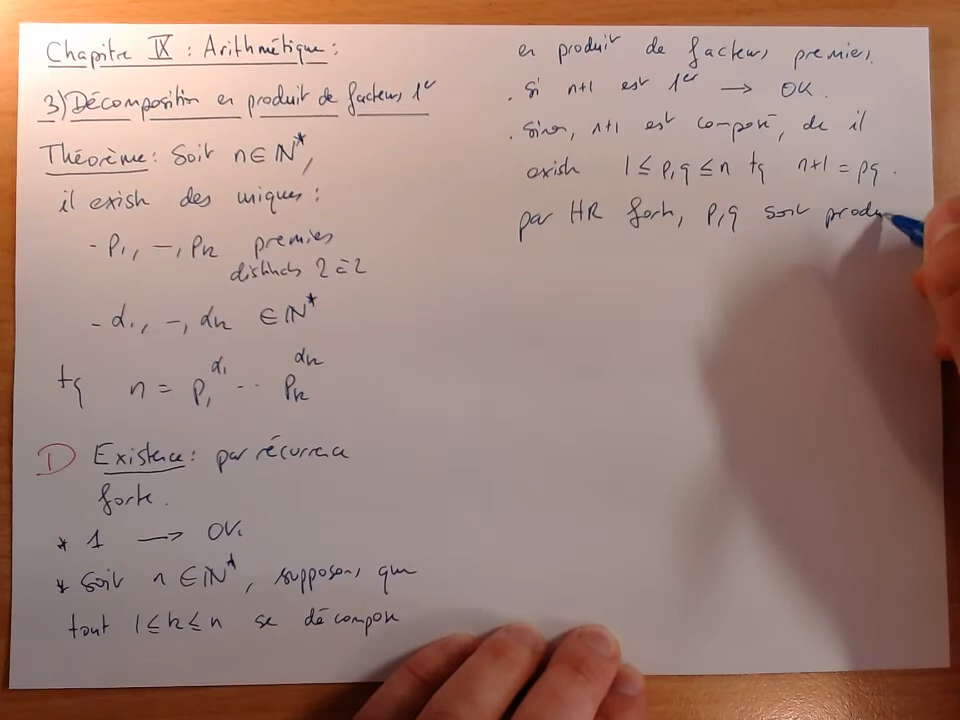 Chapitre IX : Arithmétique :
3) Décomposition en produit de facteurs 1er
Théorème : Soit n ∈ ℕ*,
il existe des uniques :
- p₁, –, pₖ premiers
distincts 2 à 2
- α₁, –, αₖ ∈ ℕ*
tq n = p₁^α₁ ·· pₖ^αₖ
D Existence : par récurrence
forte.
* 1 → OK.
* Soit n ∈ ℕ*, supposons que
tout 1 ≤ k ≤ n se décompose
en produit de facteurs premiers.
. Si n+1 est 1er → OK.
. Sinon, n+1 est composé, dc il
existe 1 ≤ p,q ≤ n tq n+1 = pq.
par HR forte, p,q sont produ